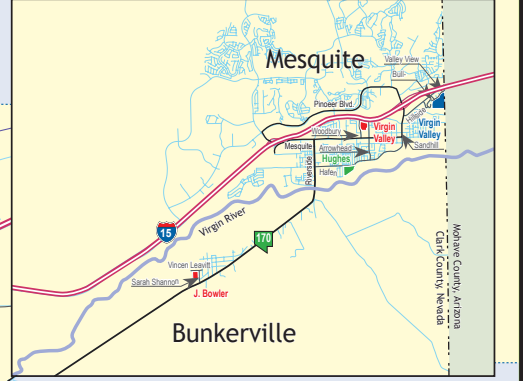 Mesquite
Valley View
Bull-
Pinoeer Blvd.
Hillside
Woodbury
Virgin
Valley
Virgin
Valley
Mesquite
Arrowhead
Sandhill
Hughes
Hafen
Riverside
Virgin River
15
170
Mohave County, Arizona
Clark County, Nevada
Vincen Leavitt
Sarah Shannon
J. Bowler
Bunkerville